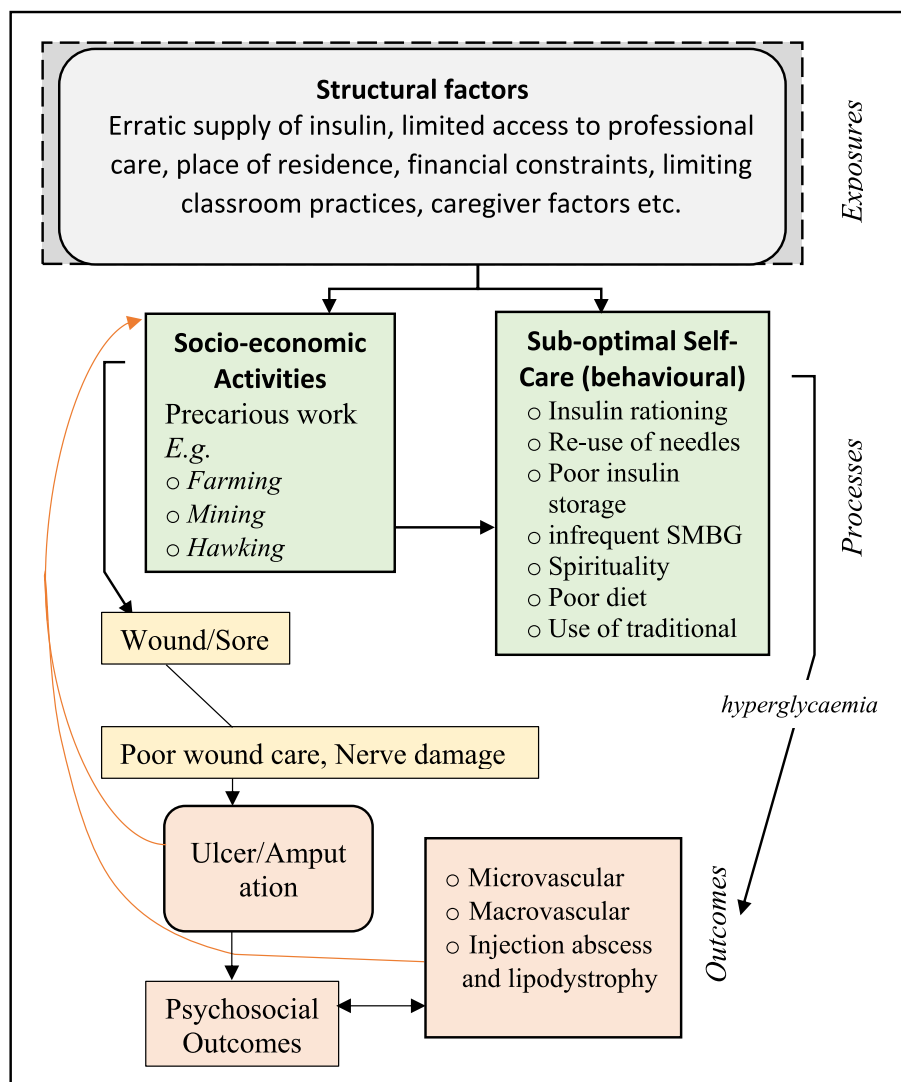 Structural factors
Erratic supply of insulin, limited access to professional
care, place of residence, financial constraints, limiting
classroom practices, caregiver factors etc.
Exposures
Socio-economic
Activities
Precarious work
E.g.
○ Farming
○ Mining
○ Hawking
Sub-optimal Self-
Care (behavioural)
○ Insulin rationing
○ Re-use of needles
○ Poor insulin
storage
○ infrequent SMBG
○ Spirituality
○ Poor diet
○ Use of traditional
Processes
Wound/Sore
hyperglycaemia
Poor wound care, Nerve damage
Ulcer/Amput
ation
○ Microvascular
○ Macrovascular
○ Injection abscess
and lipodystrophy
Outcomes
Psychosocial
Outcomes